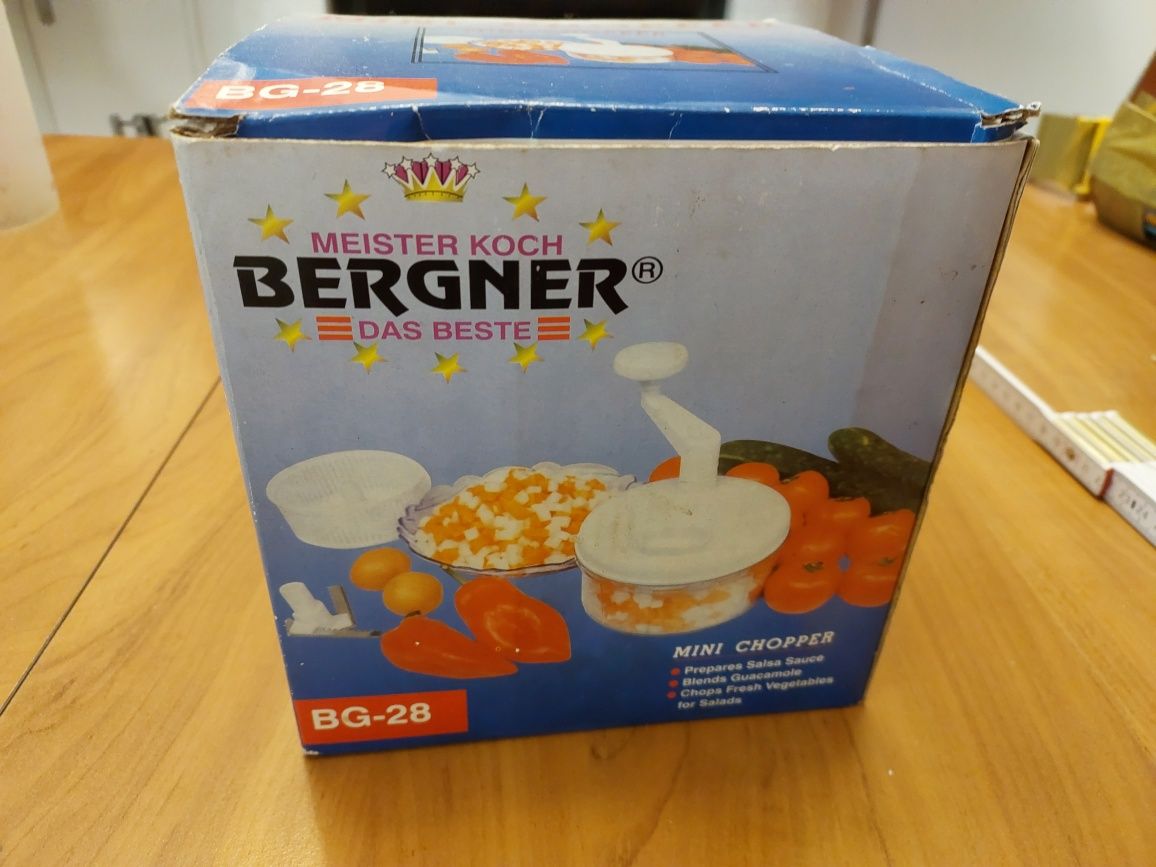 BG-28
MEISTER KOCH
BERGNER®
DAS BESTE
MINI CHOPPER
Prepares Salsa Sauce
Blends Guacamole
Chops Fresh Vegetables
for Salads
BG-28